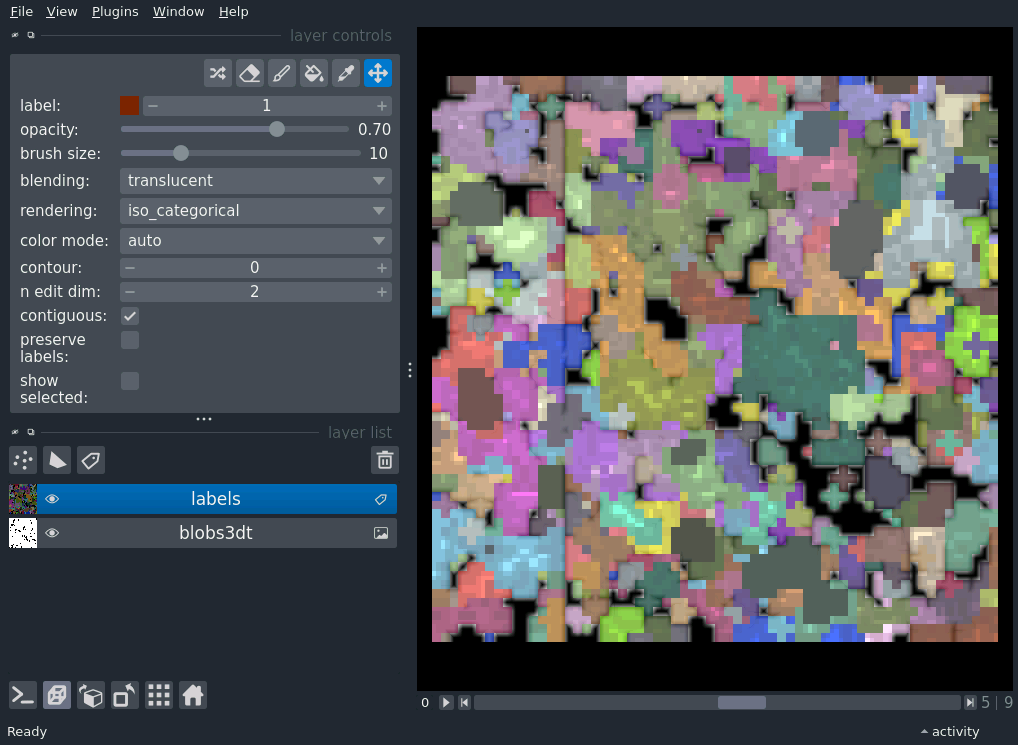 File View Plugins Window Help
layer controls
label: 1
opacity: 0.70
brush size: 10
blending: translucent
rendering: iso_categorical
color mode: auto
contour: 0
n edit dim: 2
contiguous:
preserve
labels:
show
selected:
layer list
labels
blobs3dt
0 5 | 9
Ready activity